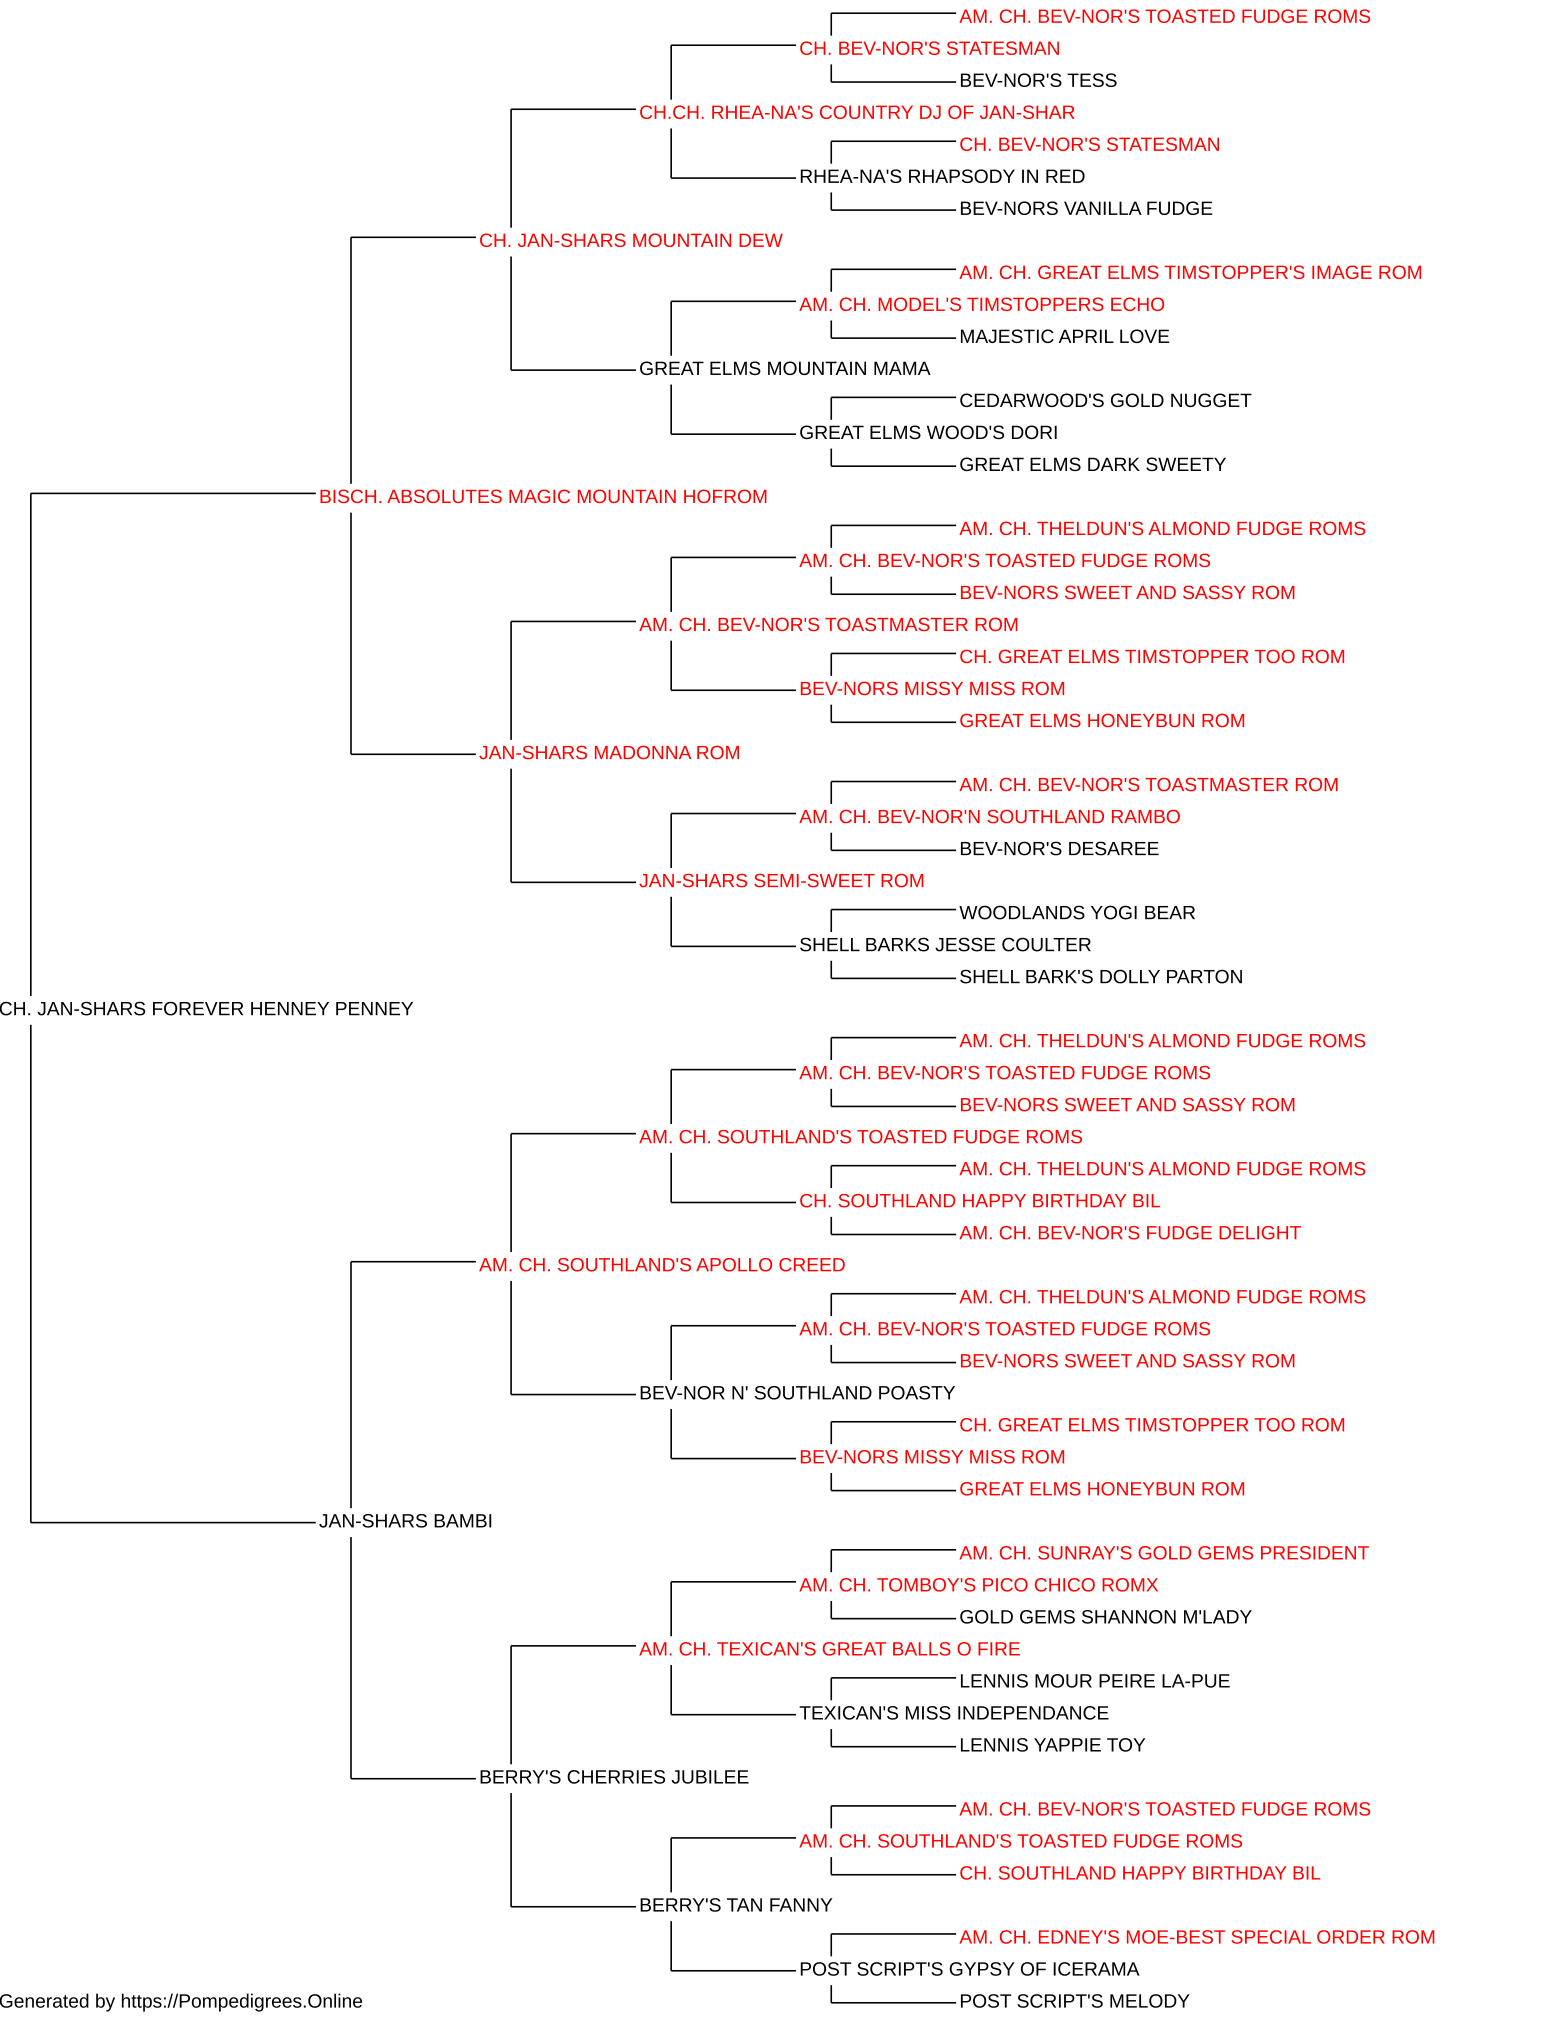 AM. CH. BEV-NOR'S TOASTED FUDGE ROMS
CH. BEV-NOR'S STATESMAN
BEV-NOR'S TESS
CH.CH. RHEA-NA'S COUNTRY DJ OF JAN-SHAR
CH. BEV-NOR'S STATESMAN
RHEA-NA'S RHAPSODY IN RED
BEV-NORS VANILLA FUDGE
CH. JAN-SHARS MOUNTAIN DEW
AM. CH. GREAT ELMS TIMSTOPPER'S IMAGE ROM
AM. CH. MODEL'S TIMSTOPPERS ECHO
MAJESTIC APRIL LOVE
GREAT ELMS MOUNTAIN MAMA
CEDARWOOD'S GOLD NUGGET
GREAT ELMS WOOD'S DORI
GREAT ELMS DARK SWEETY
BISCH. ABSOLUTES MAGIC MOUNTAIN HOFROM
AM. CH. THELDUN'S ALMOND FUDGE ROMS
AM. CH. BEV-NOR'S TOASTED FUDGE ROMS
BEV-NORS SWEET AND SASSY ROM
AM. CH. BEV-NOR'S TOASTMASTER ROM
CH. GREAT ELMS TIMSTOPPER TOO ROM
BEV-NORS MISSY MISS ROM
GREAT ELMS HONEYBUN ROM
JAN-SHARS MADONNA ROM
AM. CH. BEV-NOR'S TOASTMASTER ROM
AM. CH. BEV-NOR'N SOUTHLAND RAMBO
BEV-NOR'S DESAREE
JAN-SHARS SEMI-SWEET ROM
WOODLANDS YOGI BEAR
SHELL BARKS JESSE COULTER
SHELL BARK'S DOLLY PARTON
CH. JAN-SHARS FOREVER HENNEY PENNEY
AM. CH. THELDUN'S ALMOND FUDGE ROMS
AM. CH. BEV-NOR'S TOASTED FUDGE ROMS
BEV-NORS SWEET AND SASSY ROM
AM. CH. SOUTHLAND'S TOASTED FUDGE ROMS
AM. CH. THELDUN'S ALMOND FUDGE ROMS
CH. SOUTHLAND HAPPY BIRTHDAY BIL
AM. CH. BEV-NOR'S FUDGE DELIGHT
AM. CH. SOUTHLAND'S APOLLO CREED
AM. CH. THELDUN'S ALMOND FUDGE ROMS
AM. CH. BEV-NOR'S TOASTED FUDGE ROMS
BEV-NORS SWEET AND SASSY ROM
BEV-NOR N' SOUTHLAND POASTY
CH. GREAT ELMS TIMSTOPPER TOO ROM
BEV-NORS MISSY MISS ROM
GREAT ELMS HONEYBUN ROM
JAN-SHARS BAMBI
AM. CH. SUNRAY'S GOLD GEMS PRESIDENT
AM. CH. TOMBOY'S PICO CHICO ROMX
GOLD GEMS SHANNON M'LADY
AM. CH. TEXICAN'S GREAT BALLS O FIRE
LENNIS MOUR PEIRE LA-PUE
TEXICAN'S MISS INDEPENDANCE
LENNIS YAPPIE TOY
BERRY'S CHERRIES JUBILEE
AM. CH. BEV-NOR'S TOASTED FUDGE ROMS
AM. CH. SOUTHLAND'S TOASTED FUDGE ROMS
CH. SOUTHLAND HAPPY BIRTHDAY BIL
BERRY'S TAN FANNY
AM. CH. EDNEY'S MOE-BEST SPECIAL ORDER ROM
POST SCRIPT'S GYPSY OF ICERAMA
POST SCRIPT'S MELODY
Generated by https://Pompedigrees.Online